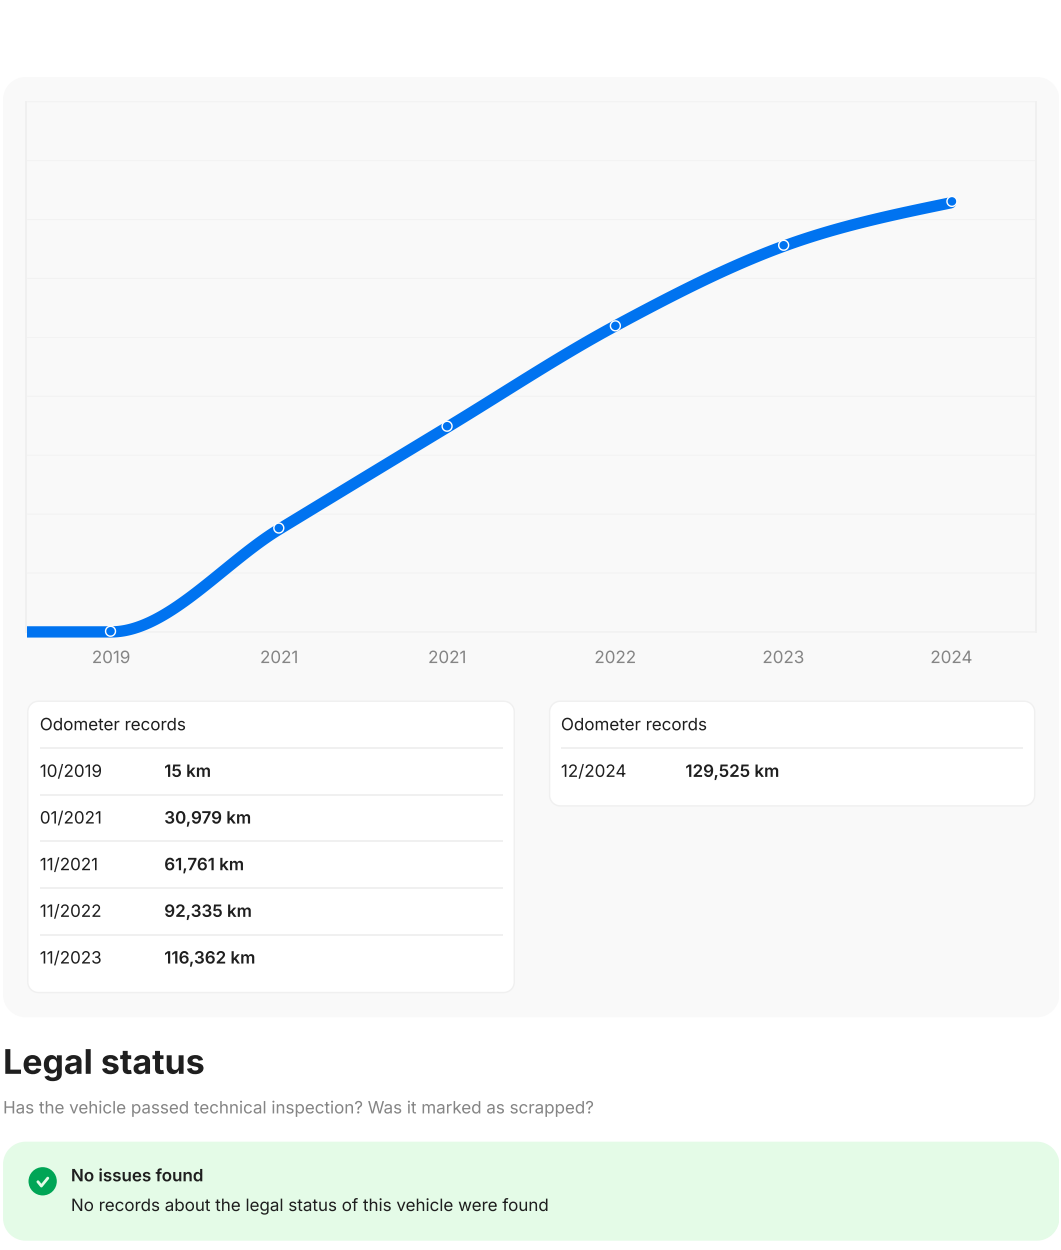 2019 2021 2021 2022 2023 2024
Odometer records
10/2019 15 km
01/2021 30,979 km
11/2021 61,761 km
11/2022 92,335 km
11/2023 116,362 km
Odometer records
12/2024 129,525 km
Legal status
Has the vehicle passed technical inspection? Was it marked as scrapped?
No issues found
No records about the legal status of this vehicle were found